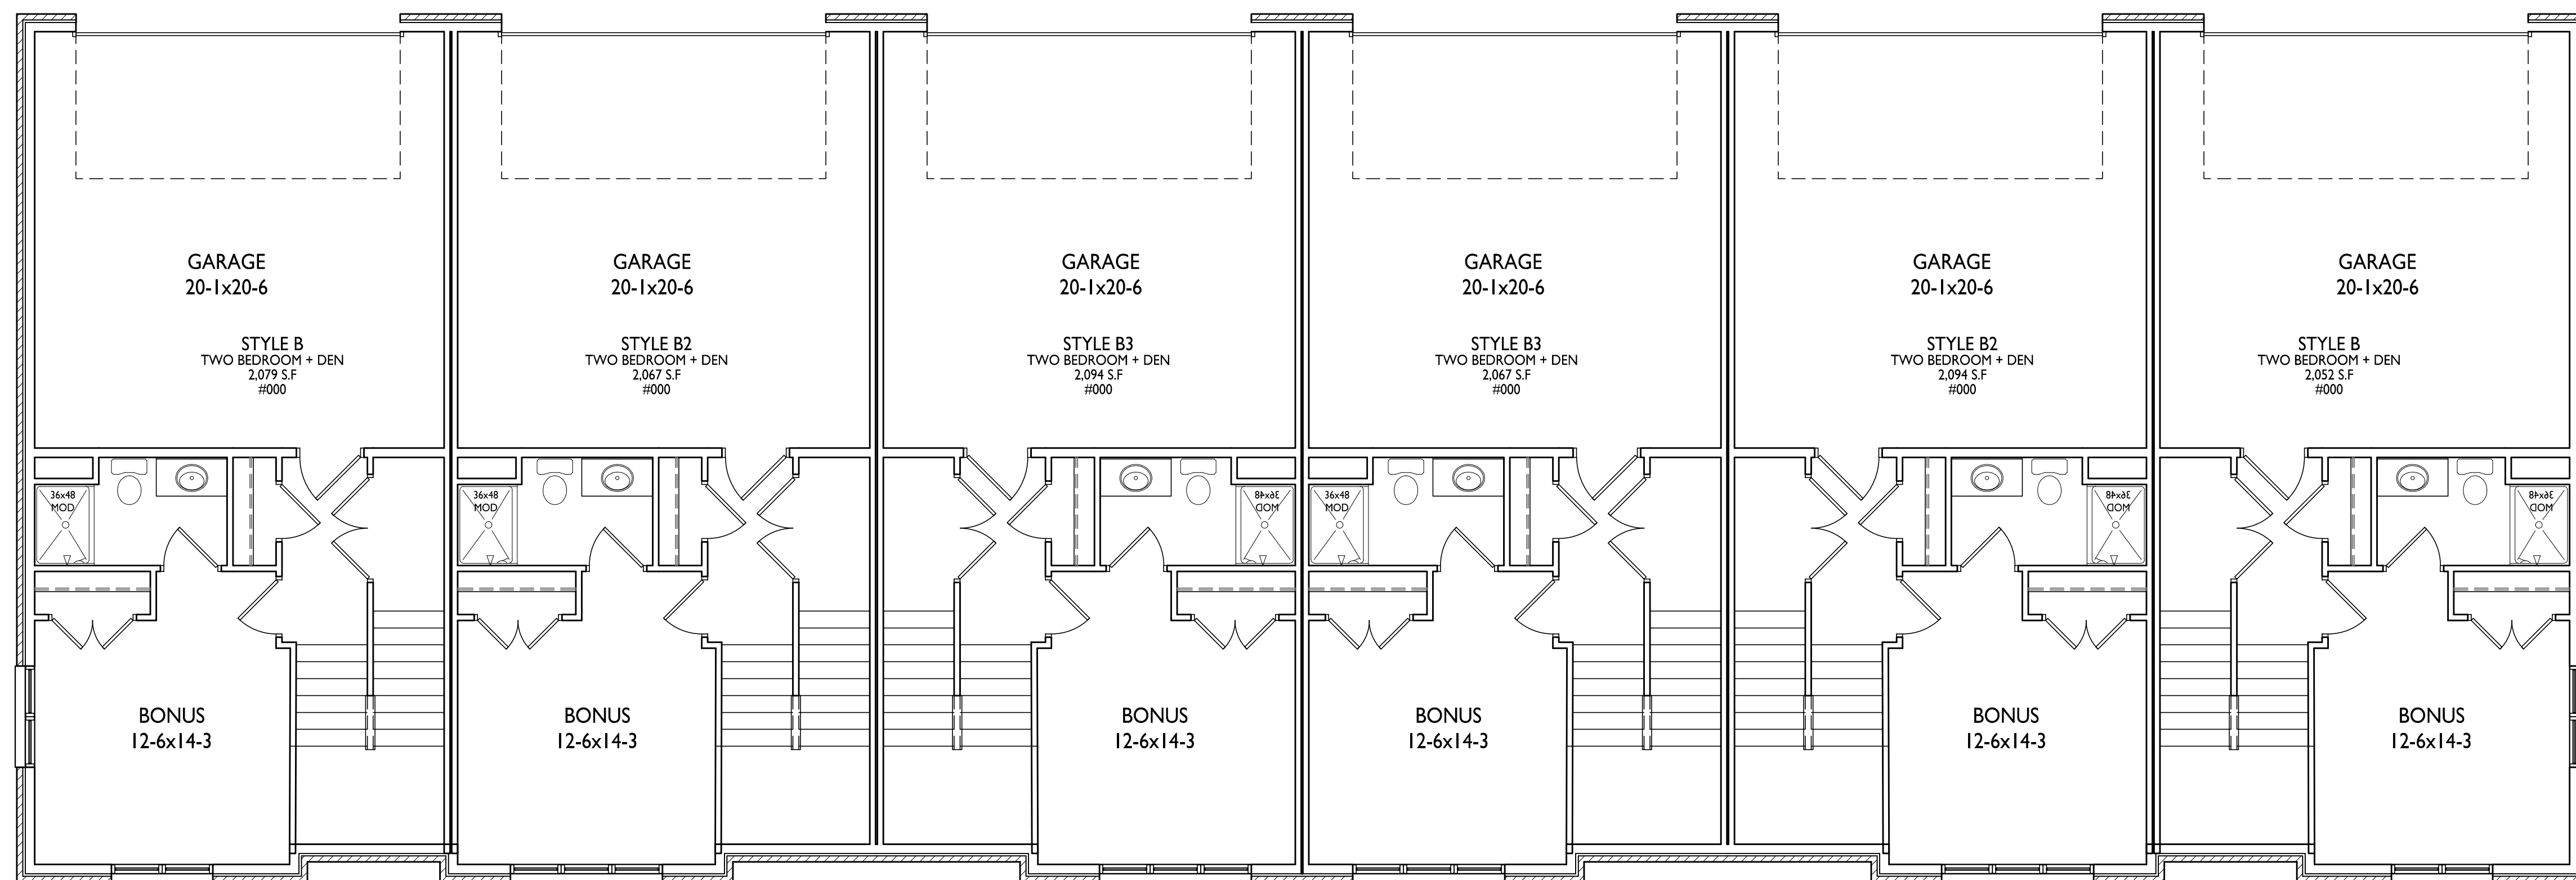 GARAGE
20-1x20-6
STYLE B
TWO BEDROOM + DEN
2,079 S.F
#000
GARAGE
20-1x20-6
STYLE B2
TWO BEDROOM + DEN
2,067 S.F
#000
GARAGE
20-1x20-6
STYLE B3
TWO BEDROOM + DEN
2,094 S.F
#000
GARAGE
20-1x20-6
STYLE B3
TWO BEDROOM + DEN
2,067 S.F
#000
GARAGE
20-1x20-6
STYLE B2
TWO BEDROOM + DEN
2,094 S.F
#000
GARAGE
20-1x20-6
STYLE B
TWO BEDROOM + DEN
2,052 S.F
#000
36x48
MOD
36x48
MOD
36x48
MOD
36x48
MOD
36x48
MOD
36x48
MOD
BONUS
12-6x14-3
BONUS
12-6x14-3
BONUS
12-6x14-3
BONUS
12-6x14-3
BONUS
12-6x14-3
BONUS
12-6x14-3